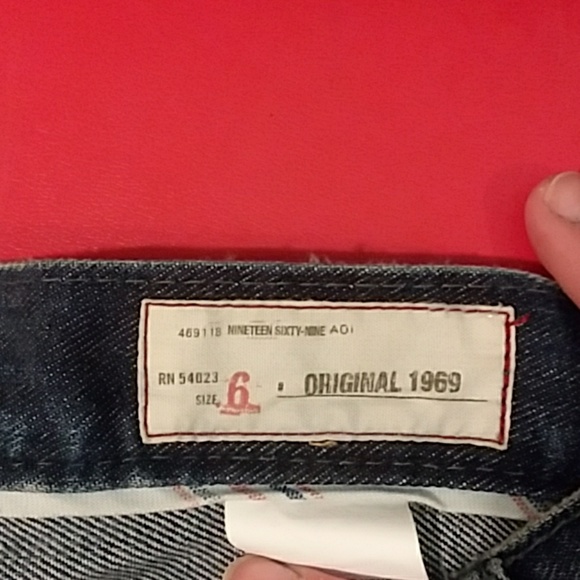 469118 NINETEEN SIXTY-NINE AOI
RN 54023
SIZE 6 ORIGINAL 1969